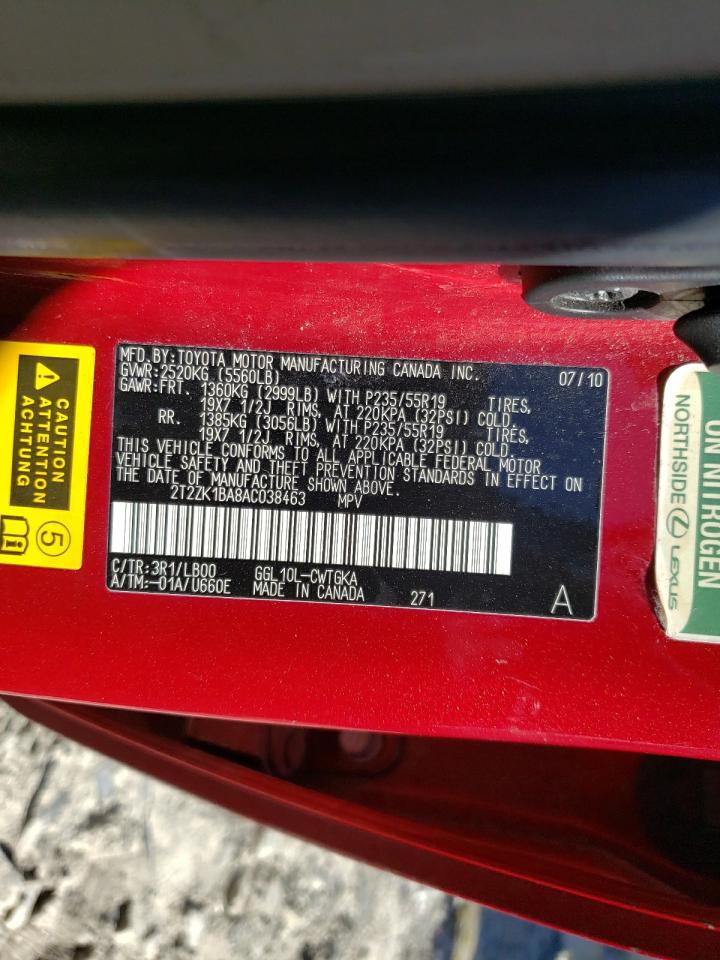 MFD.BY:TOYOTA MOTOR MANUFACTURING CANADA INC. 07/10
GVWR:2520KG (5560LB)
GAWR:FRT. 1360KG (2999LB) WITH P235/55R19 TIRES,
19X7 1/2J RIMS, AT 220KPA (32PSI) COLD.
RR. 1385KG (3056LB) WITH P235/55R19 TIRES,
19X7 1/2J RIMS, AT 220KPA (32PSI) COLD.
THIS VEHICLE CONFORMS TO ALL APPLICABLE FEDERAL MOTOR
VEHICLE SAFETY AND THEFT PREVENTION STANDARDS IN EFFECT ON
THE DATE OF MANUFACTURE SHOWN ABOVE.
2T2ZK1BA8AC038463 MPV
C/TR:3R1/LB00 GGL10L-CWTGKA
A/TM:-01A/U660E MADE IN CANADA 271 A
CAUTION
ATTENTION
ACHTUNG
5
i
ON NITROGEN
NORTHSIDE LEXUS